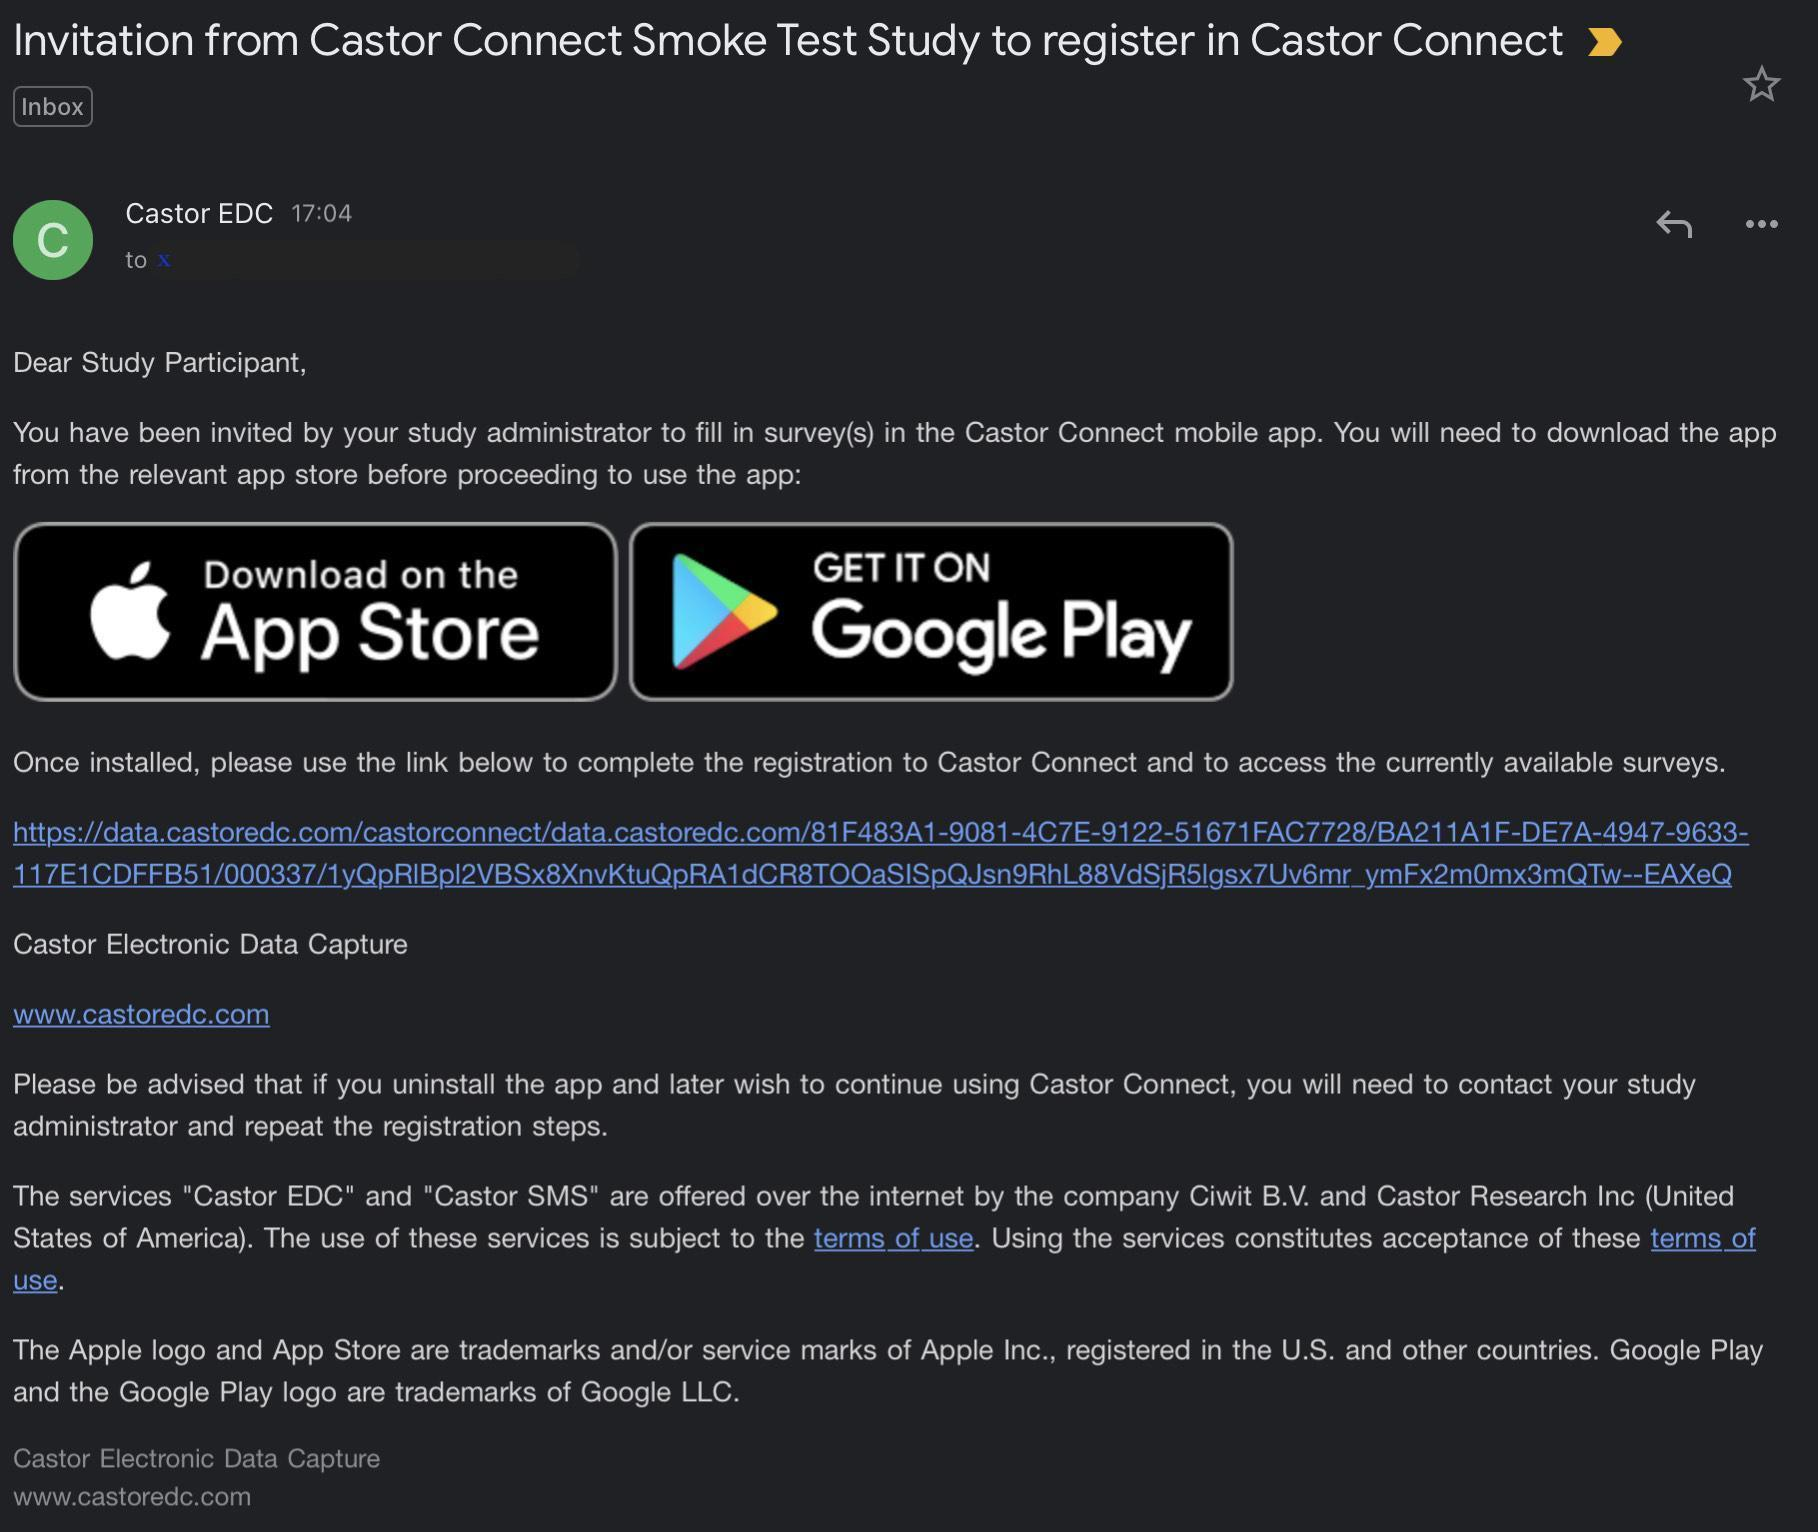 Invitation from Castor Connect Smoke Test Study to register in Castor Connect
Inbox
C
Castor EDC 17:04
to x
Dear Study Participant,
You have been invited by your study administrator to fill in survey(s) in the Castor Connect mobile app. You will need to download the app
from the relevant app store before proceeding to use the app:
Download on the
App Store
GET IT ON
Google Play
Once installed, please use the link below to complete the registration to Castor Connect and to access the currently available surveys.
https://data.castoredc.com/castorconnect/data.castoredc.com/81F483A1-9081-4C7E-9122-51671FAC7728/BA211A1F-DE7A-4947-9633-
117E1CDFFB51/000337/1yQpRlBpl2VBSx8XnvKtuQpRA1dCR8TOOaSISpQJsn9RhL88VdSjR5lgsx7Uv6mr_ymFx2m0mx3mQTw--EAXeQ
Castor Electronic Data Capture
www.castoredc.com
Please be advised that if you uninstall the app and later wish to continue using Castor Connect, you will need to contact your study
administrator and repeat the registration steps.
The services "Castor EDC" and "Castor SMS" are offered over the internet by the company Ciwit B.V. and Castor Research Inc (United
States of America). The use of these services is subject to the terms of use. Using the services constitutes acceptance of these terms of
use.
The Apple logo and App Store are trademarks and/or service marks of Apple Inc., registered in the U.S. and other countries. Google Play
and the Google Play logo are trademarks of Google LLC.
Castor Electronic Data Capture
www.castoredc.com